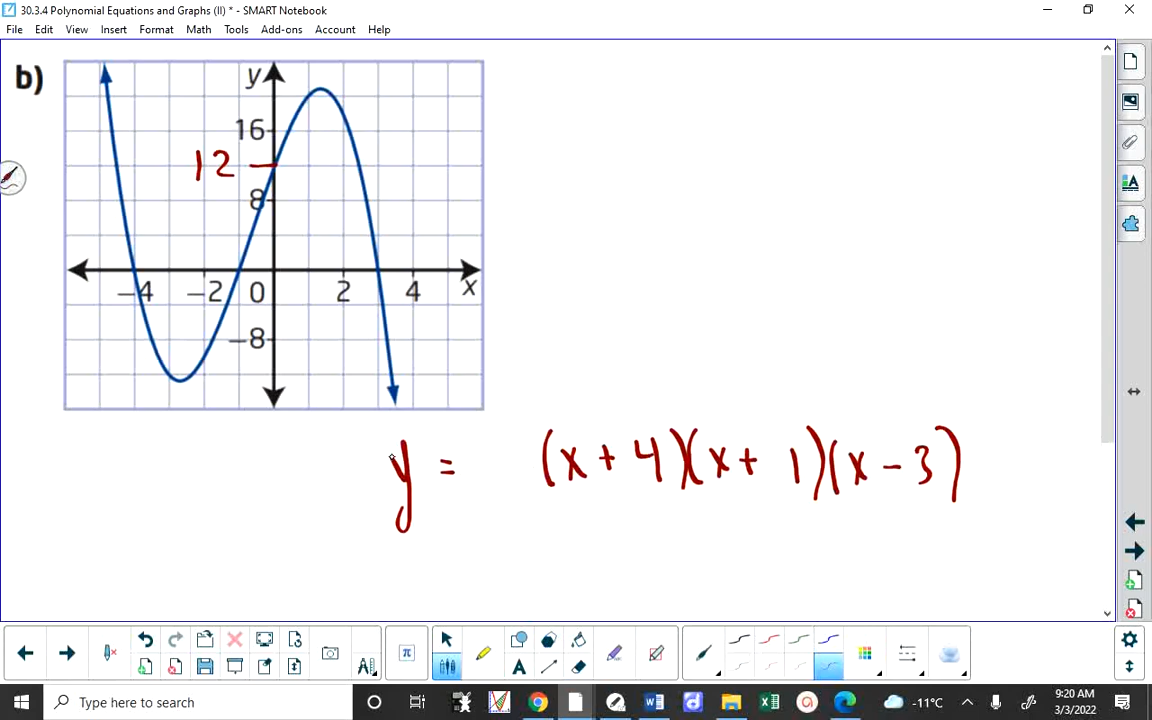 30.3.4 Polynomial Equations and Graphs (II) * - SMART Notebook
File Edit View Insert Format Math Tools Add-ons Account Help
b)
y
16
12
8
-4 -2 0 2 4 x
-8
y = (x + 4)(x + 1)(x - 3)
π
A
Type here to search
-11°C
9:20 AM
3/3/2022